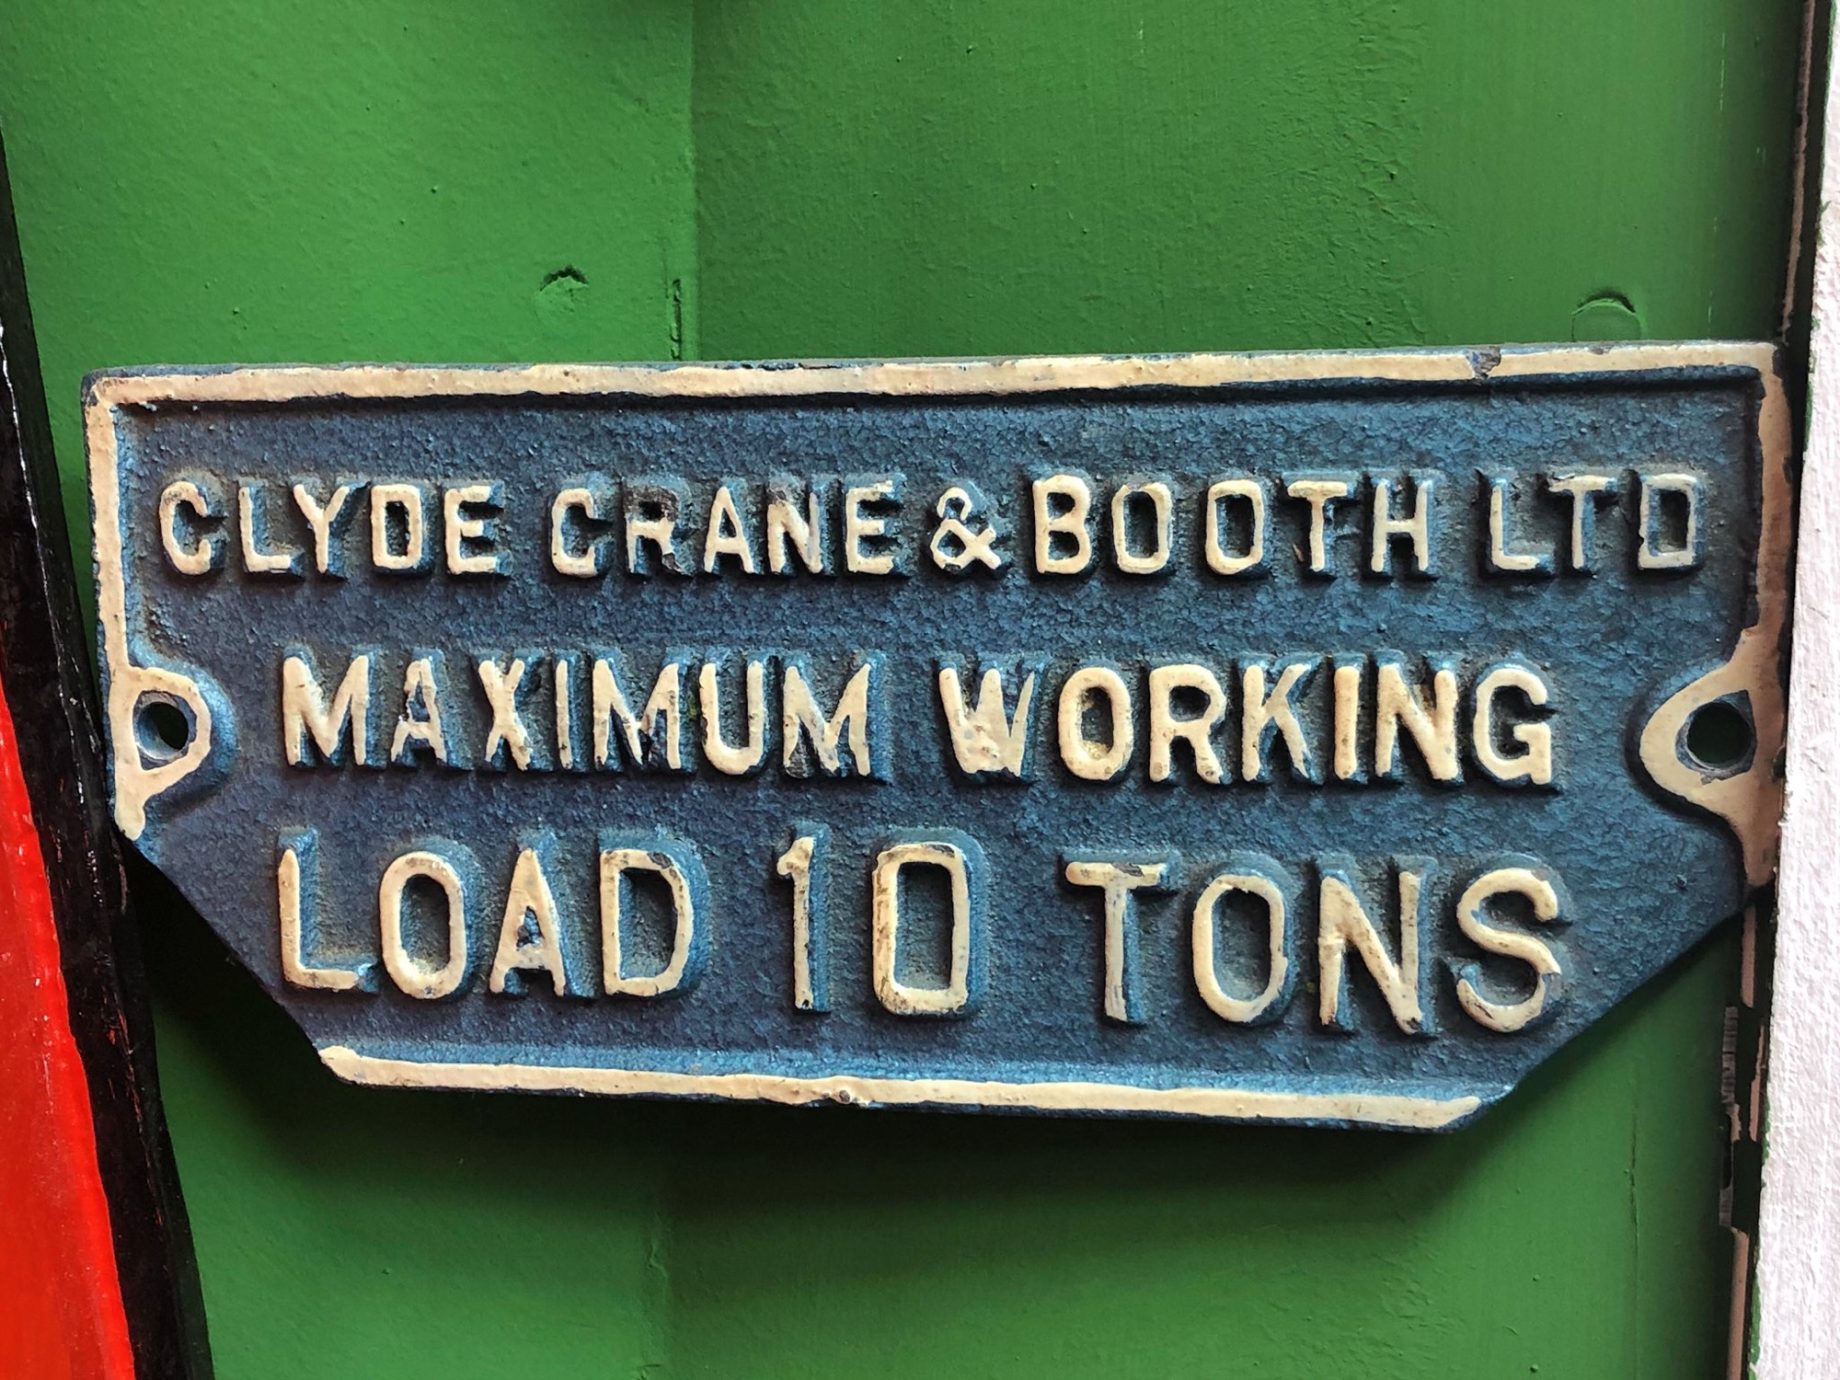 CLYDE CRANE & BOOTH LTD
MAXIMUM WORKING
LOAD 10 TONS